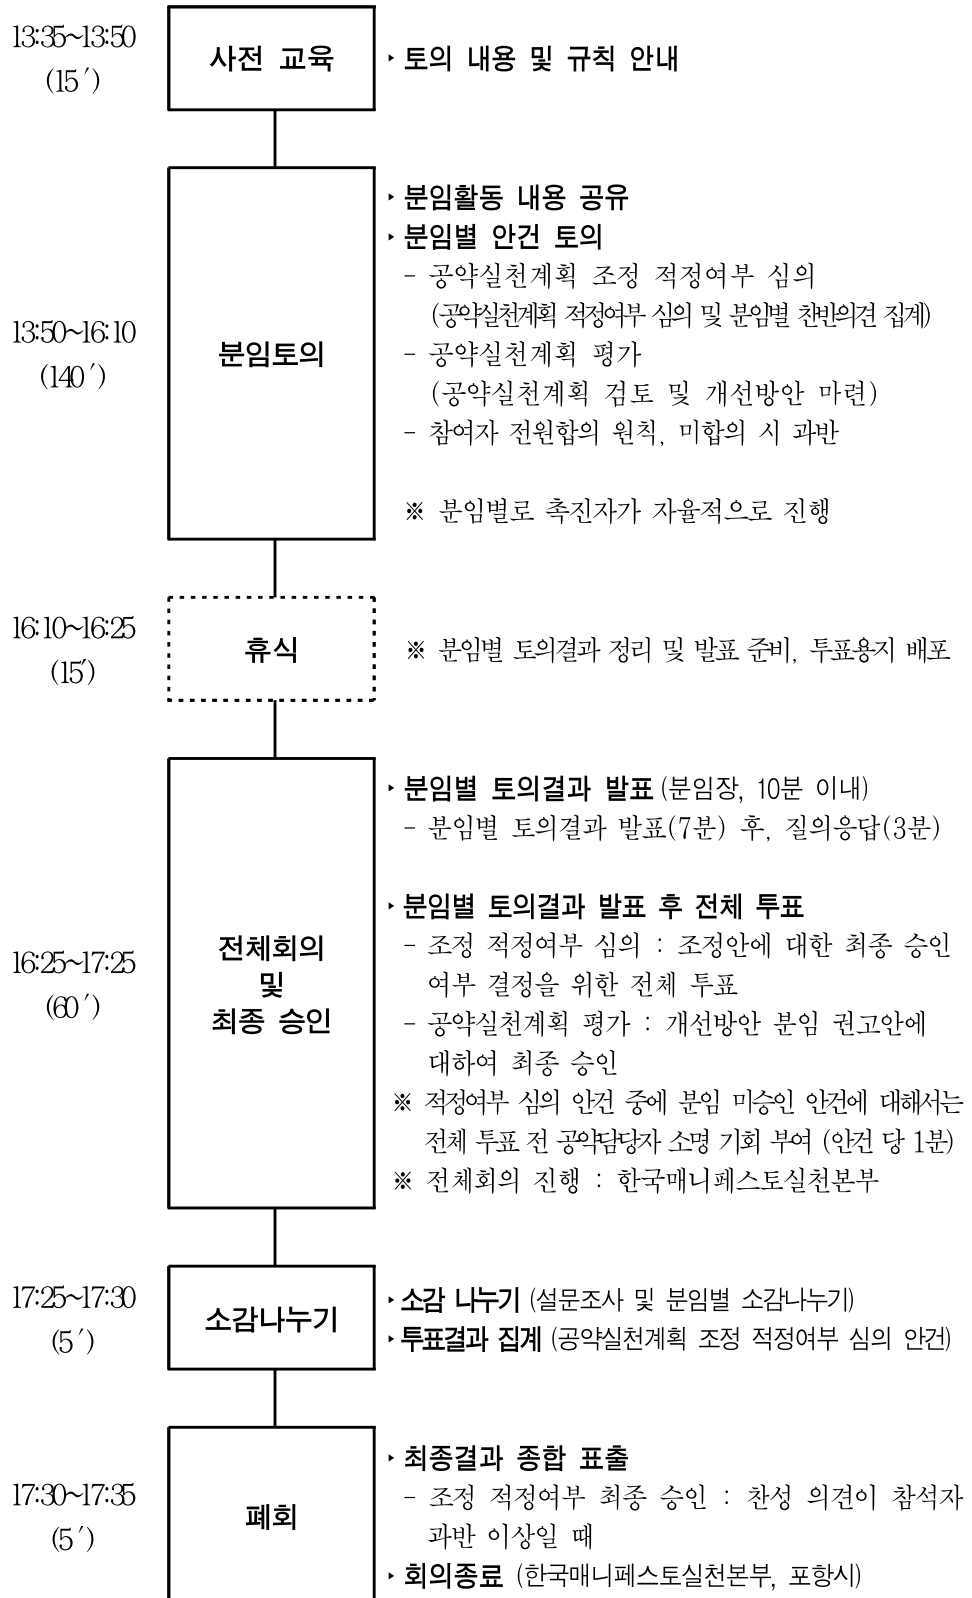 13:35~13:50
(15´)
사전 교육
‣ 토의 내용 및 규칙 안내
13:50~16:10
(140´)
분임토의
‣ 분임활동 내용 공유
‣ 분임별 안건 토의
- 공약실천계획 조정 적정여부 심의
(공약실천계획 적정여부 심의 및 분임별 찬반의견 집계)
- 공약실천계획 평가
(공약실천계획 검토 및 개선방안 마련)
- 참여자 전원합의 원칙, 미합의 시 과반
※ 분임별로 촉진자가 자율적으로 진행
16:10~16:25
(15′)
휴식
※ 분임별 토의결과 정리 및 발표 준비, 투표용지 배포
16:25~17:25
(60´)
전체회의
및
최종 승인
‣ 분임별 토의결과 발표 (분임장, 10분 이내)
- 분임별 토의결과 발표(7분) 후, 질의응답(3분)
‣ 분임별 토의결과 발표 후 전체 투표
- 조정 적정여부 심의 : 조정안에 대한 최종 승인
여부 결정을 위한 전체 투표
- 공약실천계획 평가 : 개선방안 분임 권고안에
대하여 최종 승인
※ 적정여부 심의 안건 중에 분임 미승인 안건에 대해서는
전체 투표 전 공약담당자 소명 기회 부여 (안건 당 1분)
※ 전체회의 진행 : 한국매니페스토실천본부
17:25~17:30
(5´)
소감나누기
‣ 소감 나누기 (설문조사 및 분임별 소감나누기)
‣ 투표결과 집계 (공약실천계획 조정 적정여부 심의 안건)
17:30~17:35
(5´)
폐회
‣ 최종결과 종합 표출
- 조정 적정여부 최종 승인 : 찬성 의견이 참석자
과반 이상일 때
‣ 회의종료 (한국매니페스토실천본부, 포항시)